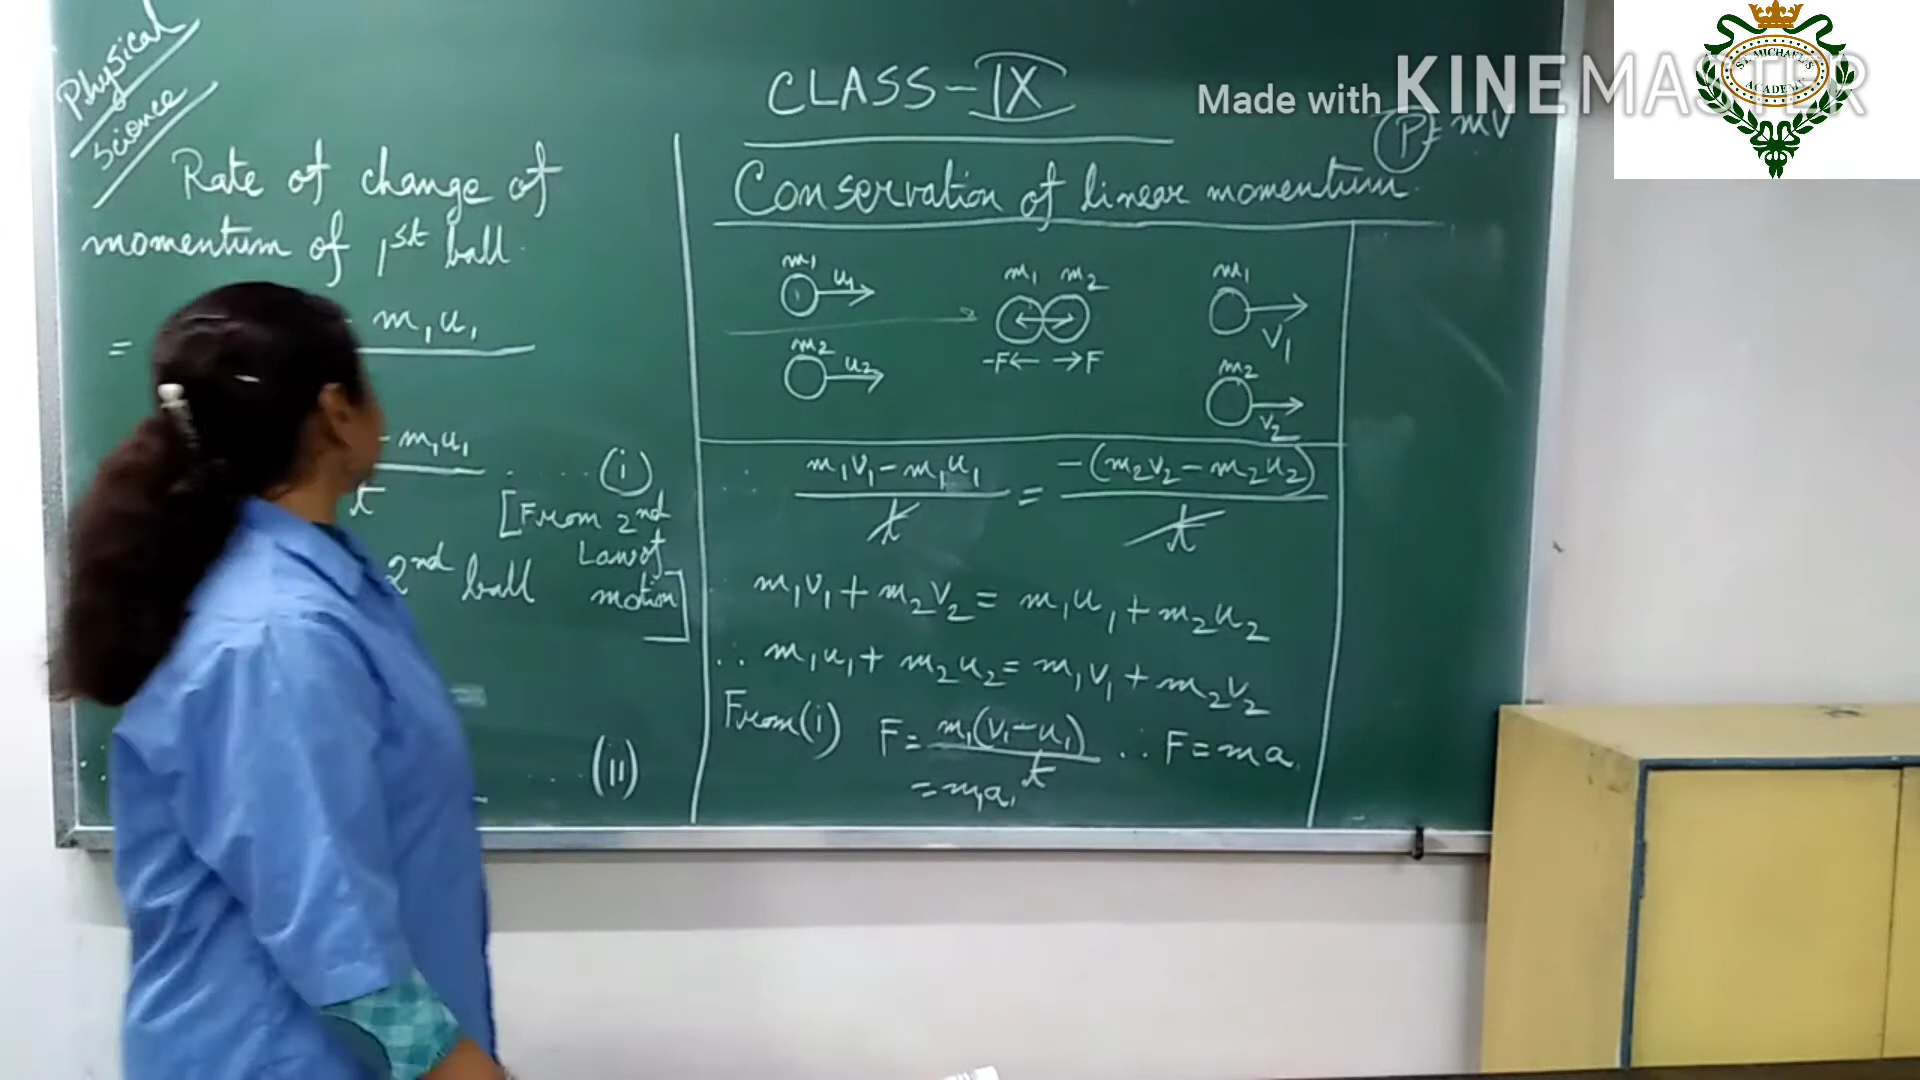 Physical
Science
CLASS-IX
Made with KINEMASTER
ST. MICHAEL'S
ACADEMY
P = mv
Conservation of linear momentum.
Rate of change of
momentum of 1st ball.
= - m₁u₁
- m₁u₁
t
.... (i)
[From 2nd
Law of
motion]
2nd ball
.... (ii)
m₁ u₁
m₂ u₂
m₁ m₂
-F← →F
m₁
V₁
m₂
V₂
m₁v₁ - m₁u₁ / t = -(m₂v₂ - m₂u₂) / t
m₁v₁ + m₂v₂ = m₁u₁ + m₂u₂
∴ m₁u₁ + m₂u₂ = m₁v₁ + m₂v₂
From (i) F = m₁(v₁-u₁) / t ∴ F = ma
= m₁a₁